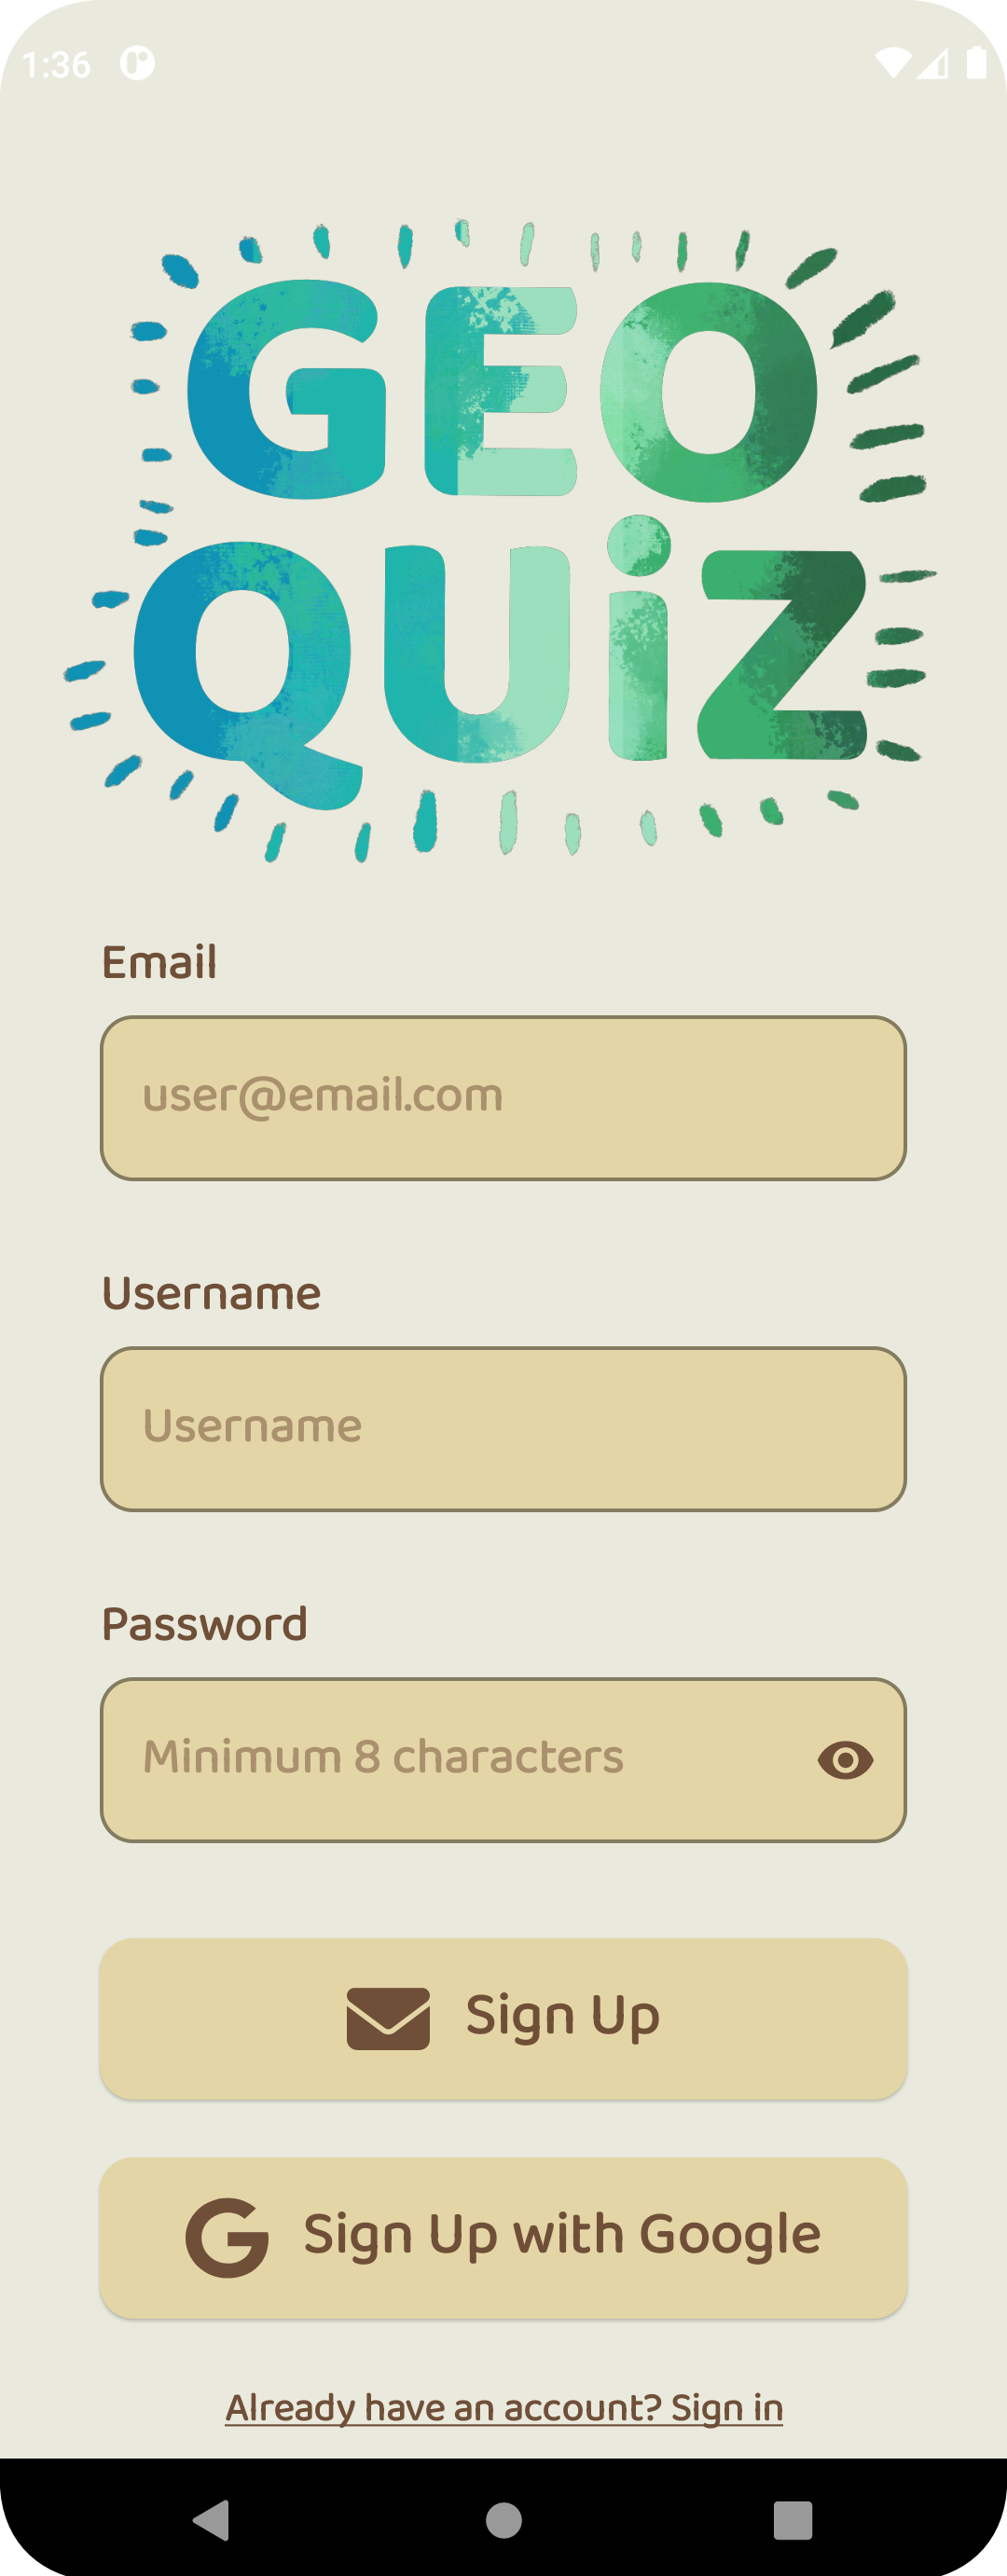 1:36
GEO
QUiZ
Email
user@email.com
Username
Username
Password
Minimum 8 characters
Sign Up
Sign Up with Google
Already have an account? Sign in